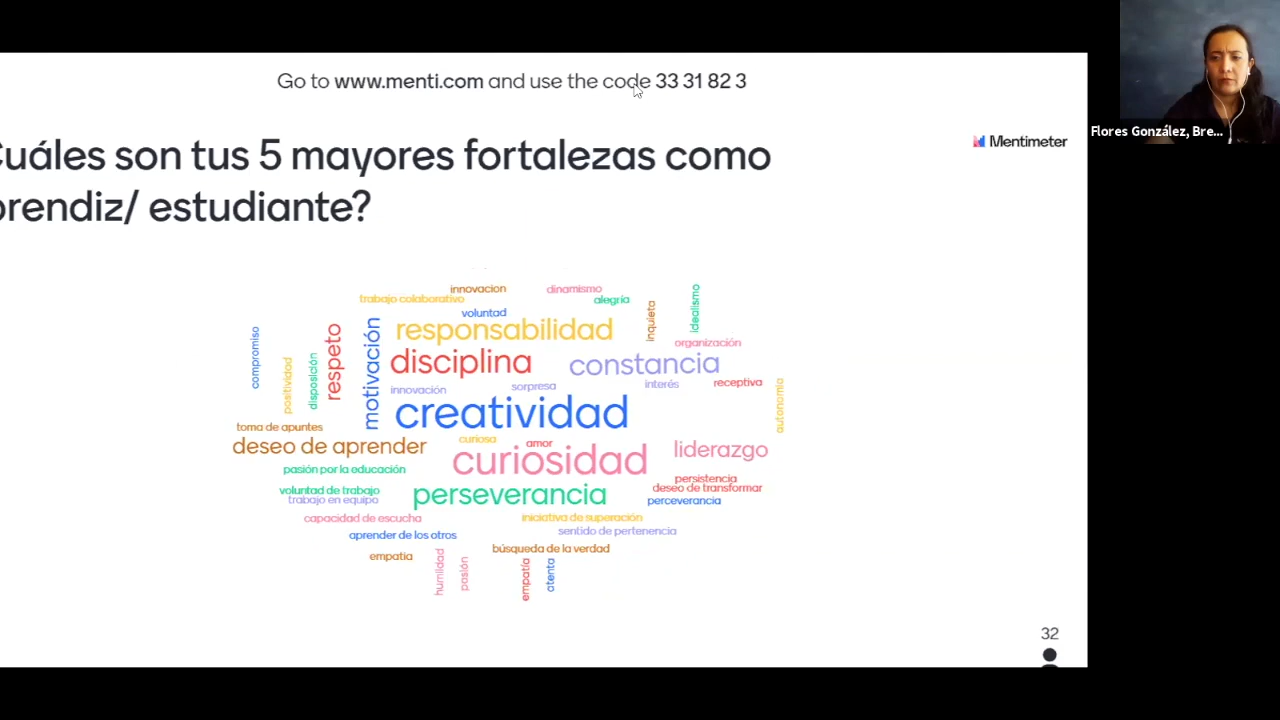 Go to www.menti.com and use the code 33 31 82 3
Flores González, Bre...
Mentimeter
Cuáles son tus 5 mayores fortalezas como
prendiz/ estudiante?
innovacion
dinamismo
trabajo colaborativo
alegria
idealismo
voluntad
inquieta
responsabilidad
compromiso
respeto
motivación
organización
disciplina
constancia
positividad
disposición
innovación
sorpresa
interés
receptiva
autonomia
creatividad
toma de apuntes
deseo de aprender
curiosa
amor
liderazgo
curiosidad
pasión por la educación
persistencia
deseo de transformar
voluntad de trabajo
perseverancia
trabajo en equipo
perceverancia
capacidad de escucha
iniciativa de superación
aprender de los otros
sentido de pertenencia
empatia
búsqueda de la verdad
humildad
pasión
empatía
atenta
32